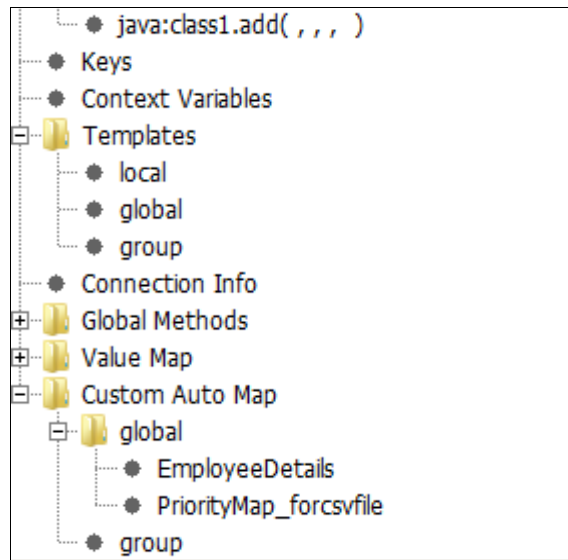 java:class1.add( , , , )
Keys
Context Variables
Templates
local
global
group
Connection Info
Global Methods
Value Map
Custom Auto Map
global
EmployeeDetails
PriorityMap_forcsvfile
group